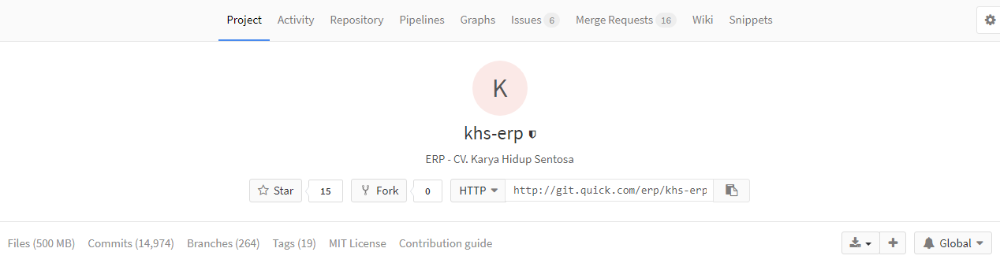 Project Activity Repository Pipelines Graphs Issues 6 Merge Requests 16 Wiki Snippets
K
khs-erp
ERP - CV. Karya Hidup Sentosa
Star 15 Fork 0 HTTP http://git.quick.com/erp/khs-erp
Files (500 MB) Commits (14,974) Branches (264) Tags (19) MIT License Contribution guide Global